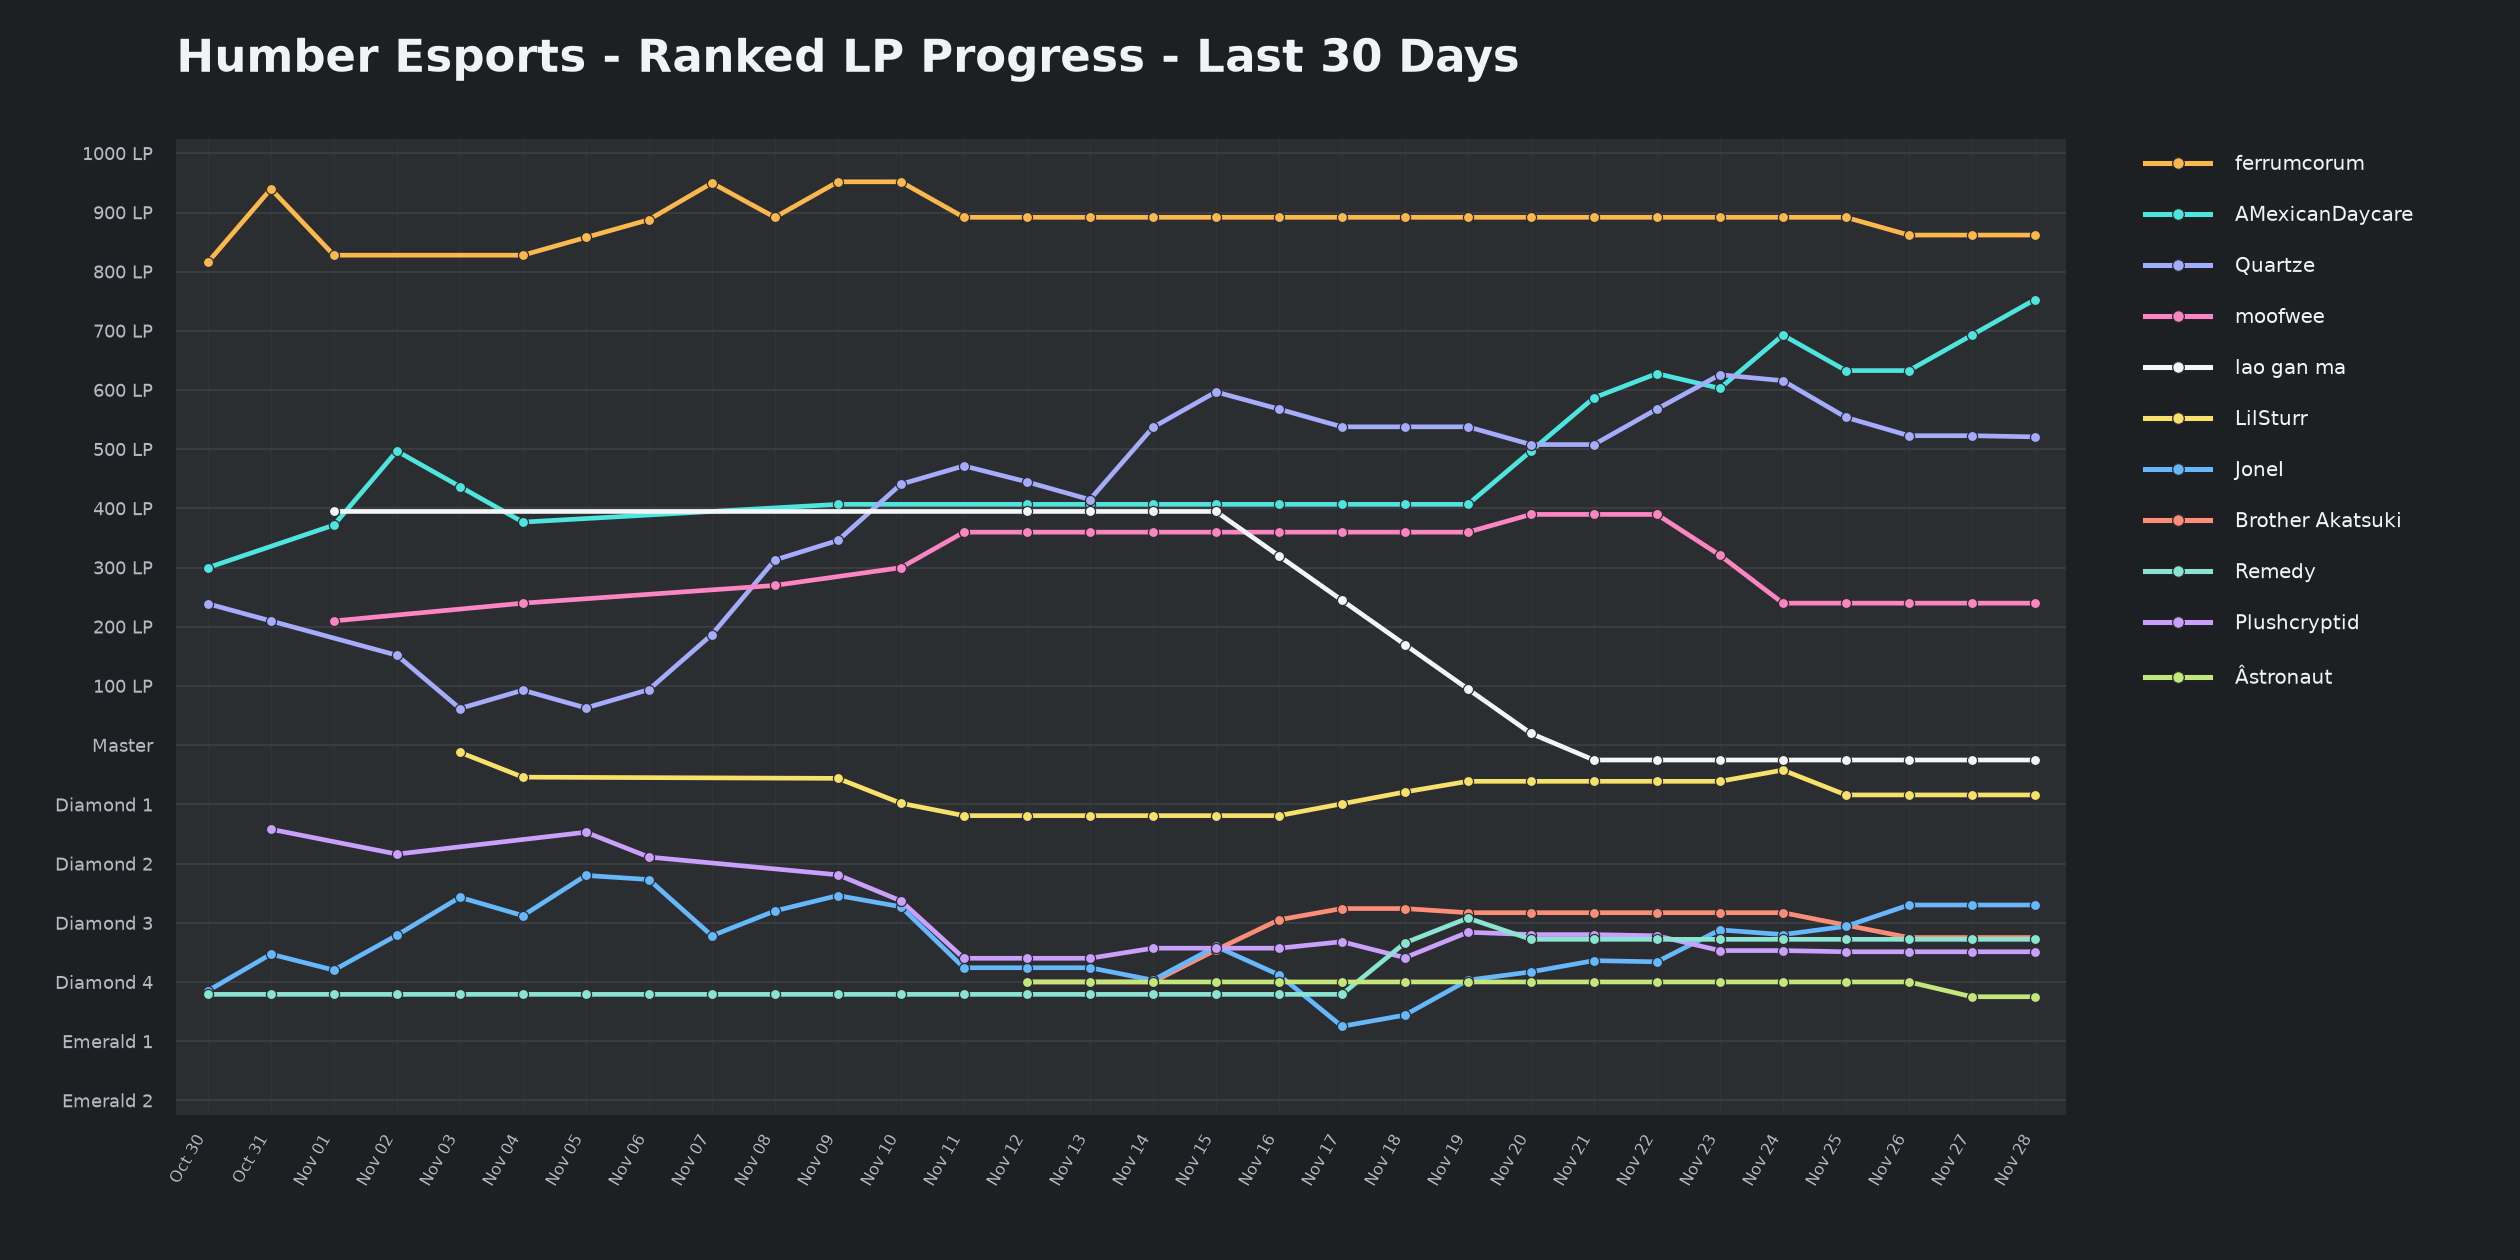 Humber Esports - Ranked LP Progress - Last 30 Days
1000 LP
900 LP
800 LP
700 LP
600 LP
500 LP
400 LP
300 LP
200 LP
100 LP
Master
Diamond 1
Diamond 2
Diamond 3
Diamond 4
Emerald 1
Emerald 2
Oct 30
Oct 31
Nov 01
Nov 02
Nov 03
Nov 04
Nov 05
Nov 06
Nov 07
Nov 08
Nov 09
Nov 10
Nov 11
Nov 12
Nov 13
Nov 14
Nov 15
Nov 16
Nov 17
Nov 18
Nov 19
Nov 20
Nov 21
Nov 22
Nov 23
Nov 24
Nov 25
Nov 26
Nov 27
Nov 28
ferrumcorum
AMexicanDaycare
Quartze
moofwee
lao gan ma
LilSturr
Jonel
Brother Akatsuki
Remedy
Plushcryptid
Âstronaut